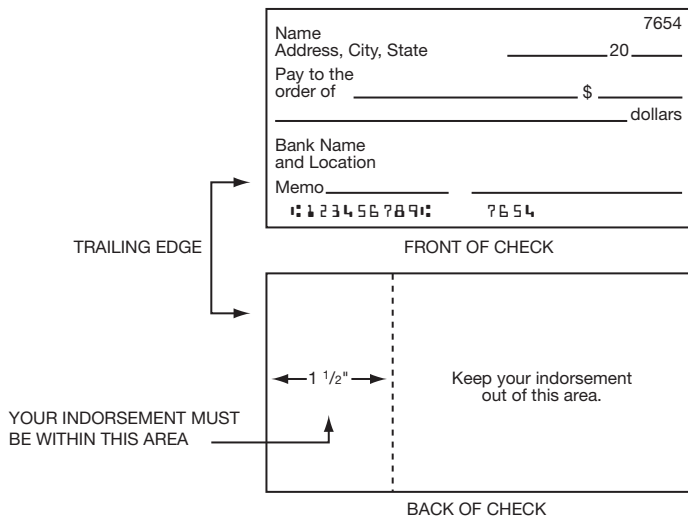 7654
Name
Address, City, State 20
Pay to the
order of $
dollars
Bank Name
and Location
Memo
⑆123456789⑆ 7654
TRAILING EDGE
FRONT OF CHECK
1 1/2"
Keep your indorsement
out of this area.
YOUR INDORSEMENT MUST
BE WITHIN THIS AREA
BACK OF CHECK